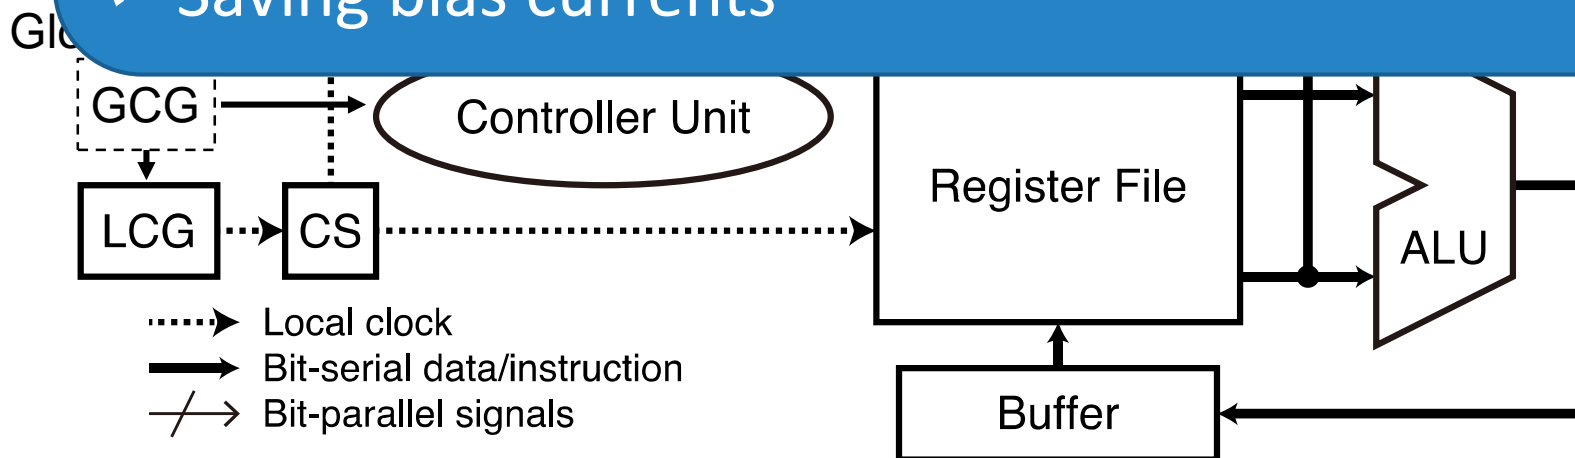 Saving bias currents
GCG
Controller Unit
Register File
LCG
CS
ALU
Local clock
Bit-serial data/instruction
Bit-parallel signals
Buffer